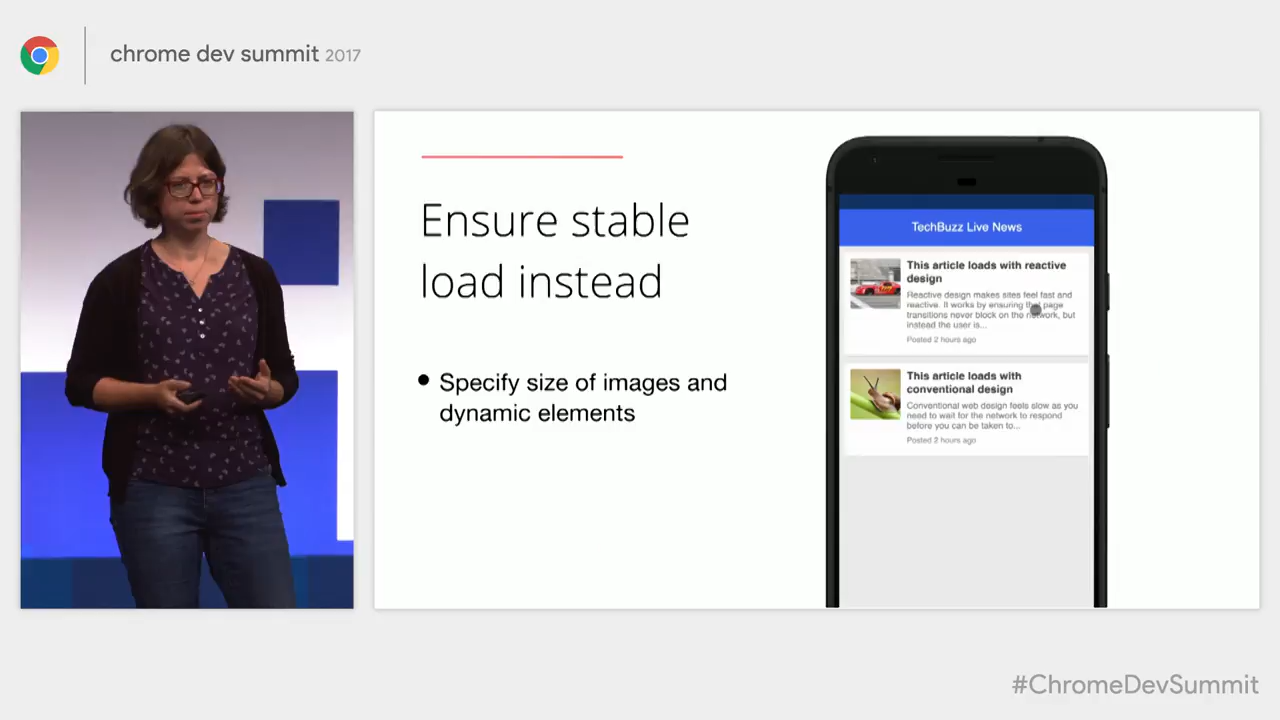 chrome dev summit 2017
Ensure stable
load instead
• Specify size of images and
dynamic elements
TechBuzz Live News
This article loads with reactive
design
Reactive design makes sites feel fast and
reactive. It works by ensuring that page
transitions never block on the network, but
instead the user is...
Posted 2 hours ago
This article loads with
conventional design
Conventional web design feels slow as you
need to wait for the network to respond
before you can be taken to...
Posted 2 hours ago
#ChromeDevSummit